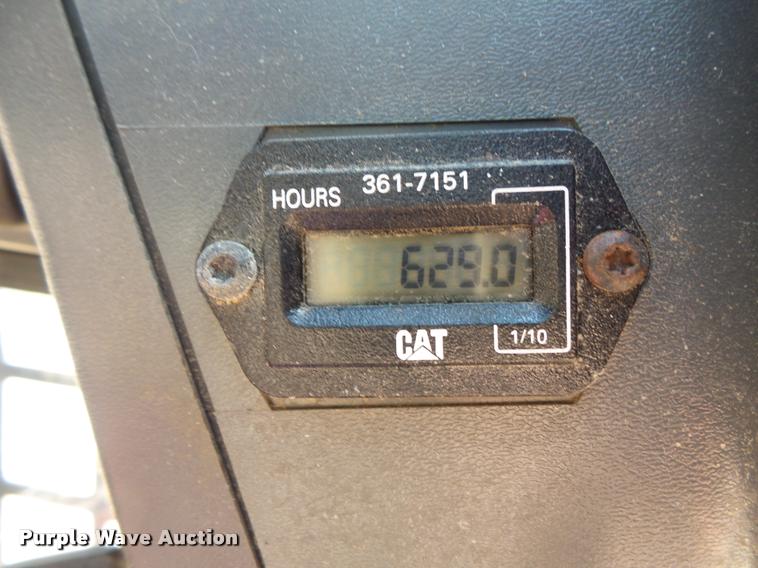 HOURS 361-7151
629.0
CAT
1/10
Purple Wave Auction